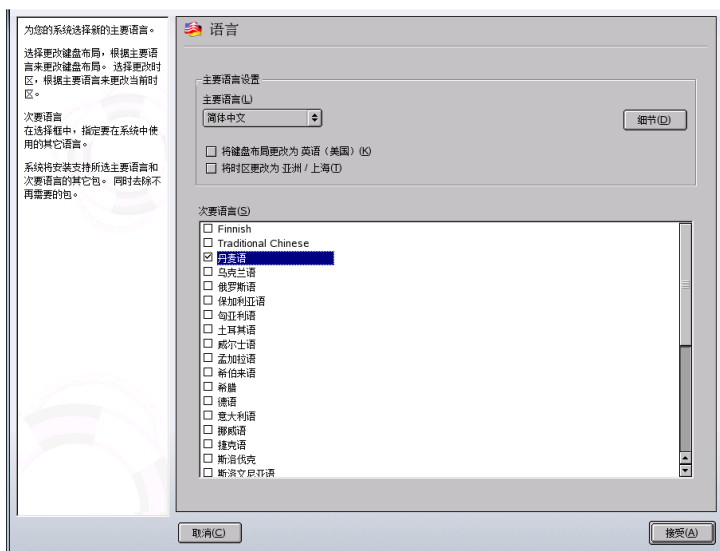 为您的系统选择新的主要语言。
选择更改键盘布局，根据主要语
言来更改键盘布局。 选择更改时
区，根据主要语言来更改当前时
区。
次要语言
在选择框中，指定要在系统中使
用的其它语言。
系统将安装支持所选主要语言和
次要语言的其它包。 同时去除不
再需要的包。
语言
主要语言设置
主要语言(L)
简体中文
细节(D)
将键盘布局更改为 英语（美国）(K)
将时区更改为 亚洲 / 上海(T)
次要语言(S)
Finnish
Traditional Chinese
丹麦语
乌克兰语
俄罗斯语
保加利亚语
匈亚利语
土耳其语
威尔士语
孟加拉语
希伯来语
希腊
德语
意大利语
挪威语
捷克语
斯洛伐克
斯洛文尼亚语
取消(C)
接受(A)